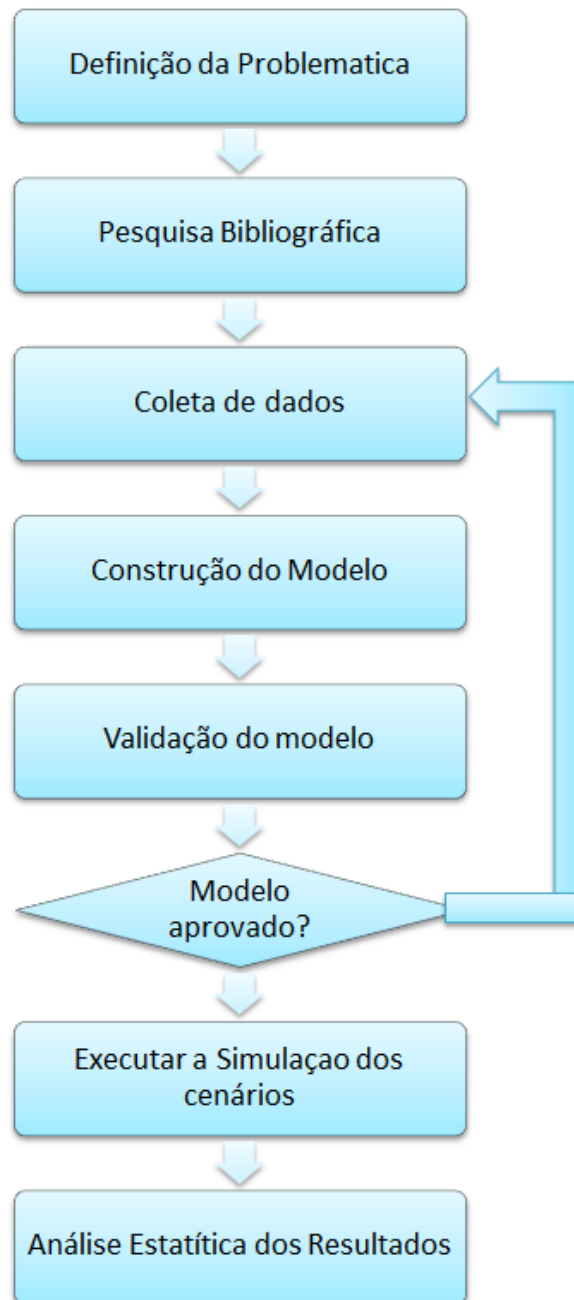 Definição da Problematica
Pesquisa Bibliográfica
Coleta de dados
Construção do Modelo
Validação do modelo
Modelo
aprovado?
Executar a Simulaçao dos
cenários
Análise Estatítica dos Resultados